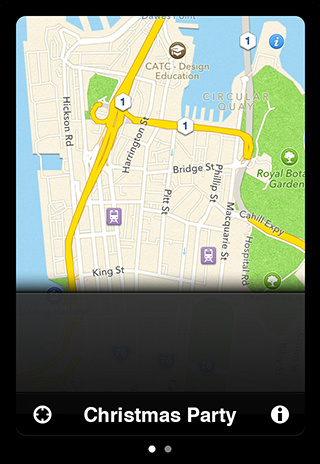 Dawes Point
1
i
CATC - Design
Education
CIRCULAR
QUAY
1
1
Hickson Rd
Harrington St
Bridge St
Phillip St
Royal Bota
Garden
Pitt St
Macquarie St
Cahill Expy
Hospital Rd
King St
Christmas Party
i